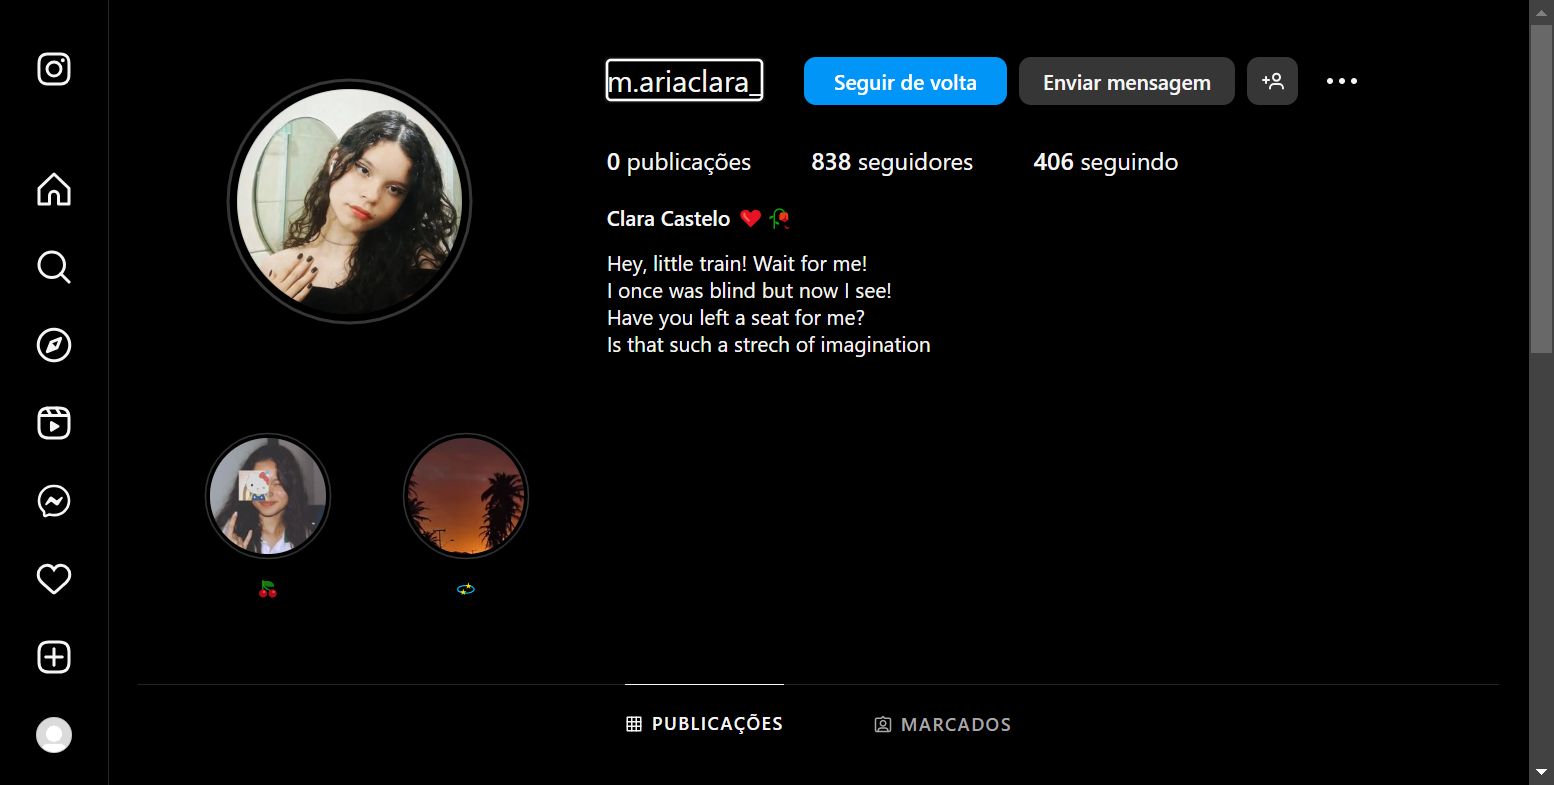 m.ariaclara_ Seguir de volta Enviar mensagem
0 publicações 838 seguidores 406 seguindo
Clara Castelo ❤️🥀
Hey, little train! Wait for me!
I once was blind but now I see!
Have you left a seat for me?
Is that such a strech of imagination
🍒 💫
PUBLICAÇÕES MARCADOS